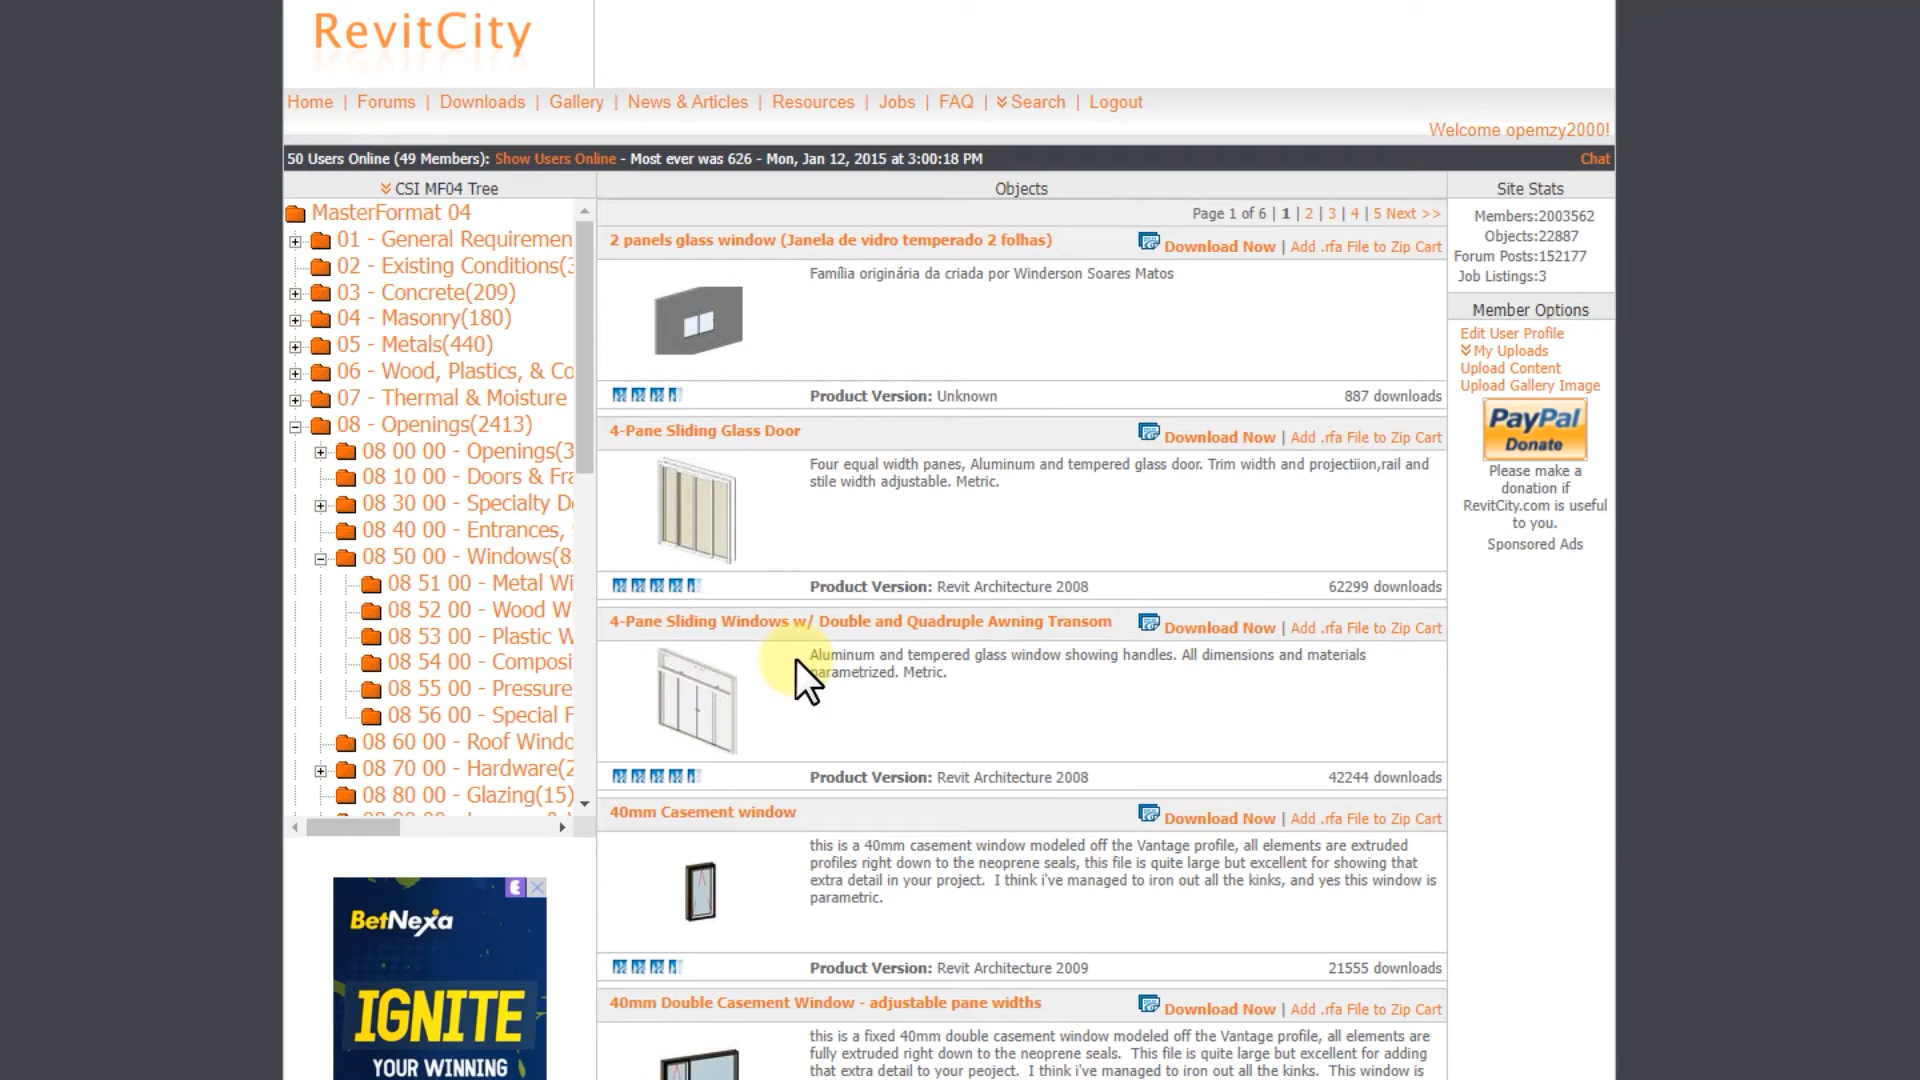 RevitCity
Home | Forums | Downloads | Gallery | News & Articles | Resources | Jobs | FAQ | Search | Logout
Welcome opemzy2000!
50 Users Online (49 Members): Show Users Online - Most ever was 626 - Mon, Jan 12, 2015 at 3:00:18 PM
Chat
CSI MF04 Tree
MasterFormat 04
01 - General Requiremen
02 - Existing Conditions(3
03 - Concrete(209)
04 - Masonry(180)
05 - Metals(440)
06 - Wood, Plastics, & Co
07 - Thermal & Moisture
08 - Openings(2413)
08 00 00 - Openings(3
08 10 00 - Doors & Fra
08 30 00 - Specialty D
08 40 00 - Entrances,
08 50 00 - Windows(8
08 51 00 - Metal Wi
08 52 00 - Wood W
08 53 00 - Plastic W
08 54 00 - Composi
08 55 00 - Pressure
08 56 00 - Special F
08 60 00 - Roof Windo
08 70 00 - Hardware(2
08 80 00 - Glazing(15)
BetNexa
IGNITE
YOUR WINNING
Objects
Page 1 of 6 | 1 | 2 | 3 | 4 | 5 Next >>
2 panels glass window (Janela de vidro temperado 2 folhas)
Download Now | Add .rfa File to Zip Cart
Família originária da criada por Winderson Soares Matos
Product Version: Unknown
887 downloads
4-Pane Sliding Glass Door
Download Now | Add .rfa File to Zip Cart
Four equal width panes, Aluminum and tempered glass door. Trim width and projectiion,rail and
stile width adjustable. Metric.
Product Version: Revit Architecture 2008
62299 downloads
4-Pane Sliding Windows w/ Double and Quadruple Awning Transom
Download Now | Add .rfa File to Zip Cart
Aluminum and tempered glass window showing handles. All dimensions and materials
parametrized. Metric.
Product Version: Revit Architecture 2008
42244 downloads
40mm Casement window
Download Now | Add .rfa File to Zip Cart
this is a 40mm casement window modeled off the Vantage profile, all elements are extruded
profiles right down to the neoprene seals, this file is quite large but excellent for showing that
extra detail in your project. I think i've managed to iron out all the kinks, and yes this window is
parametric.
Product Version: Revit Architecture 2009
21555 downloads
40mm Double Casement Window - adjustable pane widths
Download Now | Add .rfa File to Zip Cart
this is a fixed 40mm double casement window modeled off the Vantage profile, all elements are
fully extruded right down to the neoprene seals. This file is quite large but excellent for adding
that extra detail to your peoject. I think i've managed to iron out all the kinks. This window is
Site Stats
Members:2003562
Objects:22887
Forum Posts:152177
Job Listings:3
Member Options
Edit User Profile
My Uploads
Upload Content
Upload Gallery Image
PayPal
Donate
Please make a
donation if
RevitCity.com is useful
to you.
Sponsored Ads